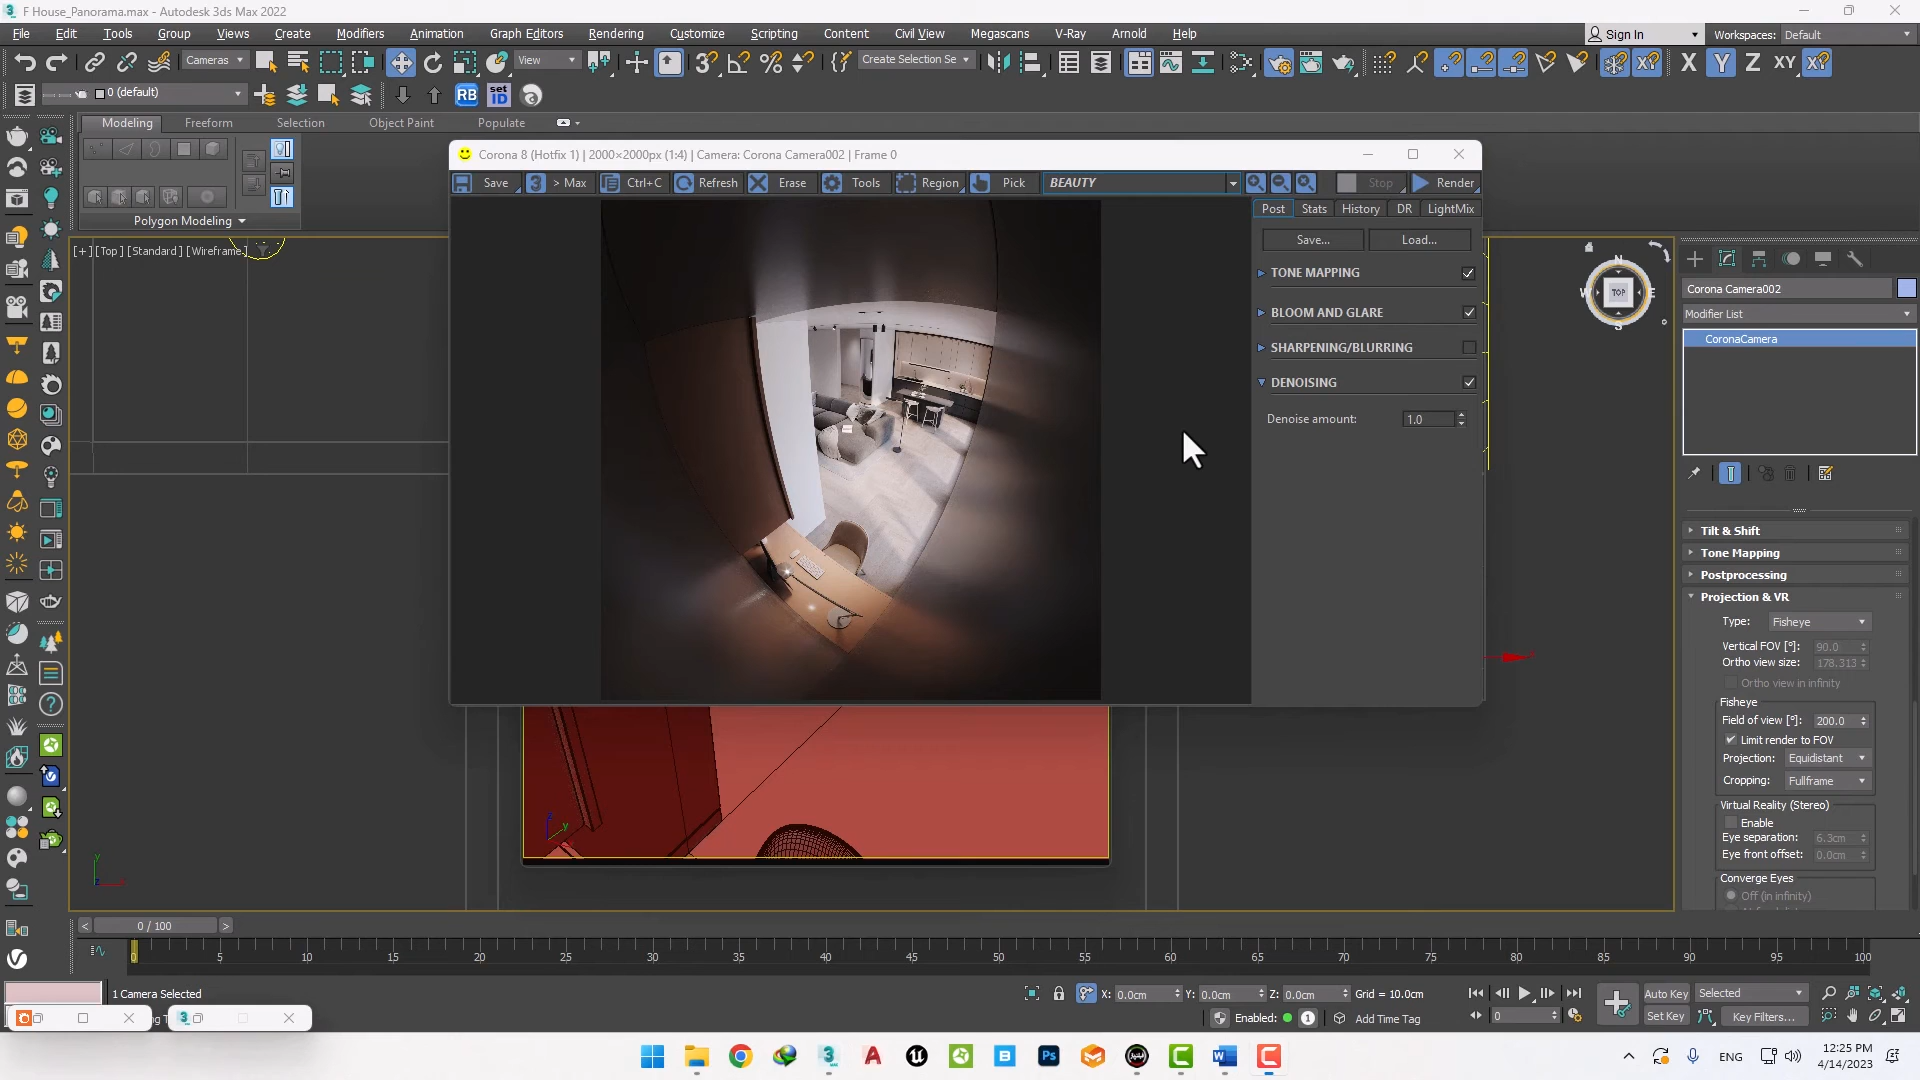 F House_Panorama.max - Autodesk 3ds Max 2022
File Edit Tools Group Views Create Modifiers Animation Graph Editors Rendering Customize Scripting Civil View Content Megascans V-Ray Arnold Help
Sign In Workspaces: Default
Cameras View Create Selection Se X Y Z XY XP
0 (default) RB set ID
Modeling Freeform Selection Object Paint Populate
Polygon Modeling
Corona 8 (Hotfix 1) | 2000×2000px (1:4) | Camera: Corona Camera002 | Frame 0
Save 3 > Max Ctrl+C Refresh Erase Tools Region Pick BEAUTY Stop Render
Post Stats History DR LightMix
Save... Load...
TONE MAPPING
BLOOM AND GLARE
SHARPENING/BLURRING
DENOISING
Denoise amount: 1.0
[+] [Top] [Standard] [Wireframe]
N W TOP E S
Corona Camera002
Modifier List
CoronaCamera
Tilt & Shift
Tone Mapping
Postprocessing
Projection & VR
Type: Fisheye
Vertical FOV [°]: 90.0
Ortho view size: 178.313
Ortho view in infinity
Fisheye
Field of view [°]: 200.0
Limit render to FOV
Projection: Equidistant
Cropping: Fullframe
Virtual Reality (Stereo)
Enable
Eye separation: 6.3cm
Eye front offset: 0.0cm
Converge Eyes
Off (in infinity)
< 0 / 100 >
0 5 10 15 20 25 30 35 40 45 50 55 60 65 70 75 80 85 90 95 100
1 Camera Selected
X: 0.0cm Y: 0.0cm Z: 0.0cm Grid = 10.0cm
Enabled: 1 Add Time Tag
Auto Key Selected
Set Key Key Filters...
0
ENG
12:25 PM
4/14/2023